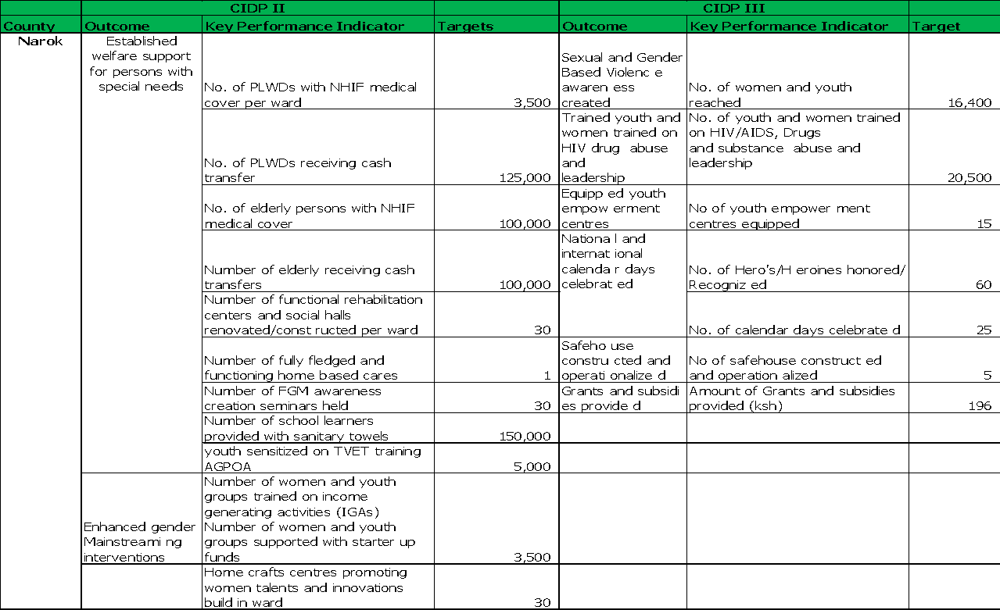 CIDP II CIDP III
County Outcome Key Performance Indicator Targets Outcome Key Performance Indicator Target
Narok
Established
welfare support
for persons with
special needs
No. of PLWDs with NHIF medical
cover per ward
3,500
Sexual and Gender
Based Violenc e
awaren ess
created
No. of women and youth
reached
16,400
No. of PLWDs receiving cash
transfer
125,000
Trained youth and
women trained on
HIV drug abuse
and
leadership
No. of youth and women trained
on HIV/AIDS, Drugs
and substance abuse and
leadership
20,500
No. of elderly persons with NHIF
medical cover
100,000
Equipp ed youth
empow erment
centres
No of youth empower ment
centres equipped
15
Number of elderly receiving cash
transfers
100,000
Nationa l and
internat ional
calenda r days
celebrat ed
No. of Hero's/H eroines honored/
Recogniz ed
60
Number of functional rehabilitation
centers and social halls
renovated/const ructed per ward
30
No. of calendar days celebrate d
25
Number of fully fledged and
functioning home based cares
1
Safeho use
constru cted and
operati onalize d
No of safehouse construct ed
and operation alized
5
Number of FGM awareness
creation seminars held
30
Grants and subsidi
es provide d
Amount of Grants and subsidies
provided (ksh)
196
Number of school learners
provided with sanitary towels
150,000
youth sensitized on TVET training
AGPOA
5,000
Enhanced gender
Mainstreami ng
interventions
Number of women and youth
groups trained on income
generating activities (IGAs)
Number of women and youth
groups supported with starter up
funds
3,500
Home crafts centres promoting
women talents and innovations
build in ward
30